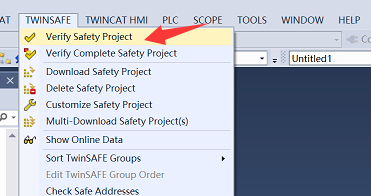 AT TWINSAFE TWINCAT HMI PLC SCOPE TOOLS WINDOW
Verify Safety Project
Verify Complete Safety Project
Untitled1
Download Safety Project
Delete Safety Project
Customize Safety Project
Multi-Download Safety Project(s)
Show Online Data
Sort TwinSAFE Groups
Edit TwinSAFE Group Order
Check Safe Addresses